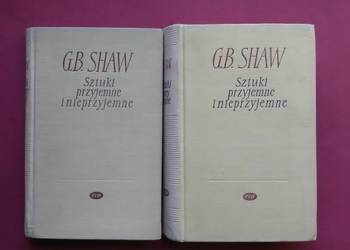 G.B. SHAW
Sztuki
przyjemne
i nieprzyjemne
PIW
G.B. SHAW
Sztuki
przyjemne
i nieprzyjemne
PIW